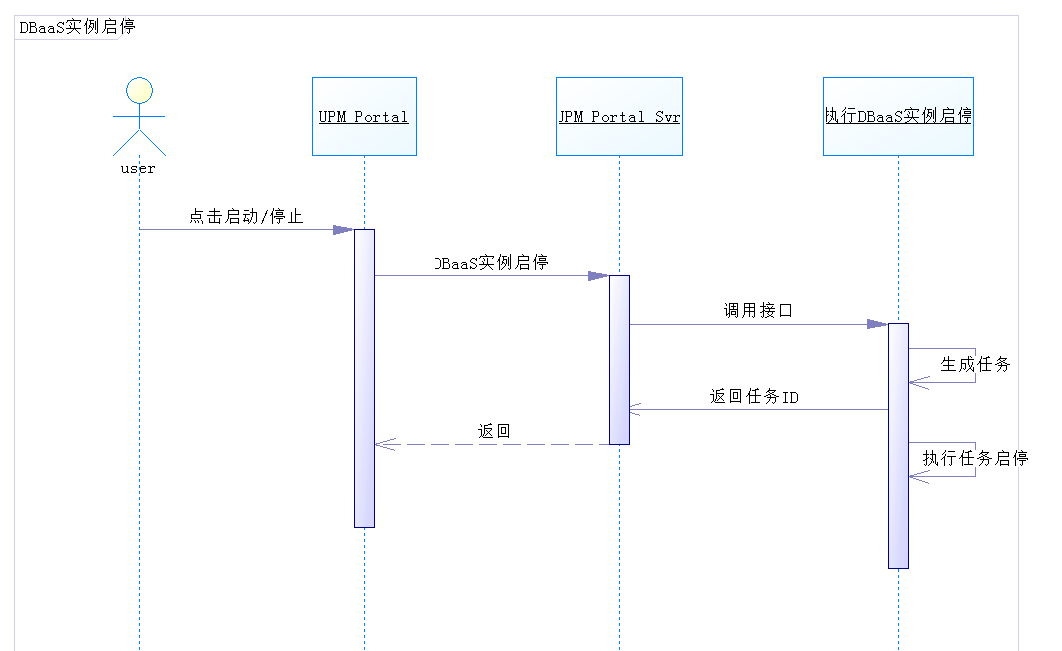 DBaaS实例启停
user
UPM Portal
JPM Portal Svr
执行DBaaS实例启停
点击启动/停止
DBaaS实例启停
调用接口
生成任务
返回任务ID
返回
执行任务启停